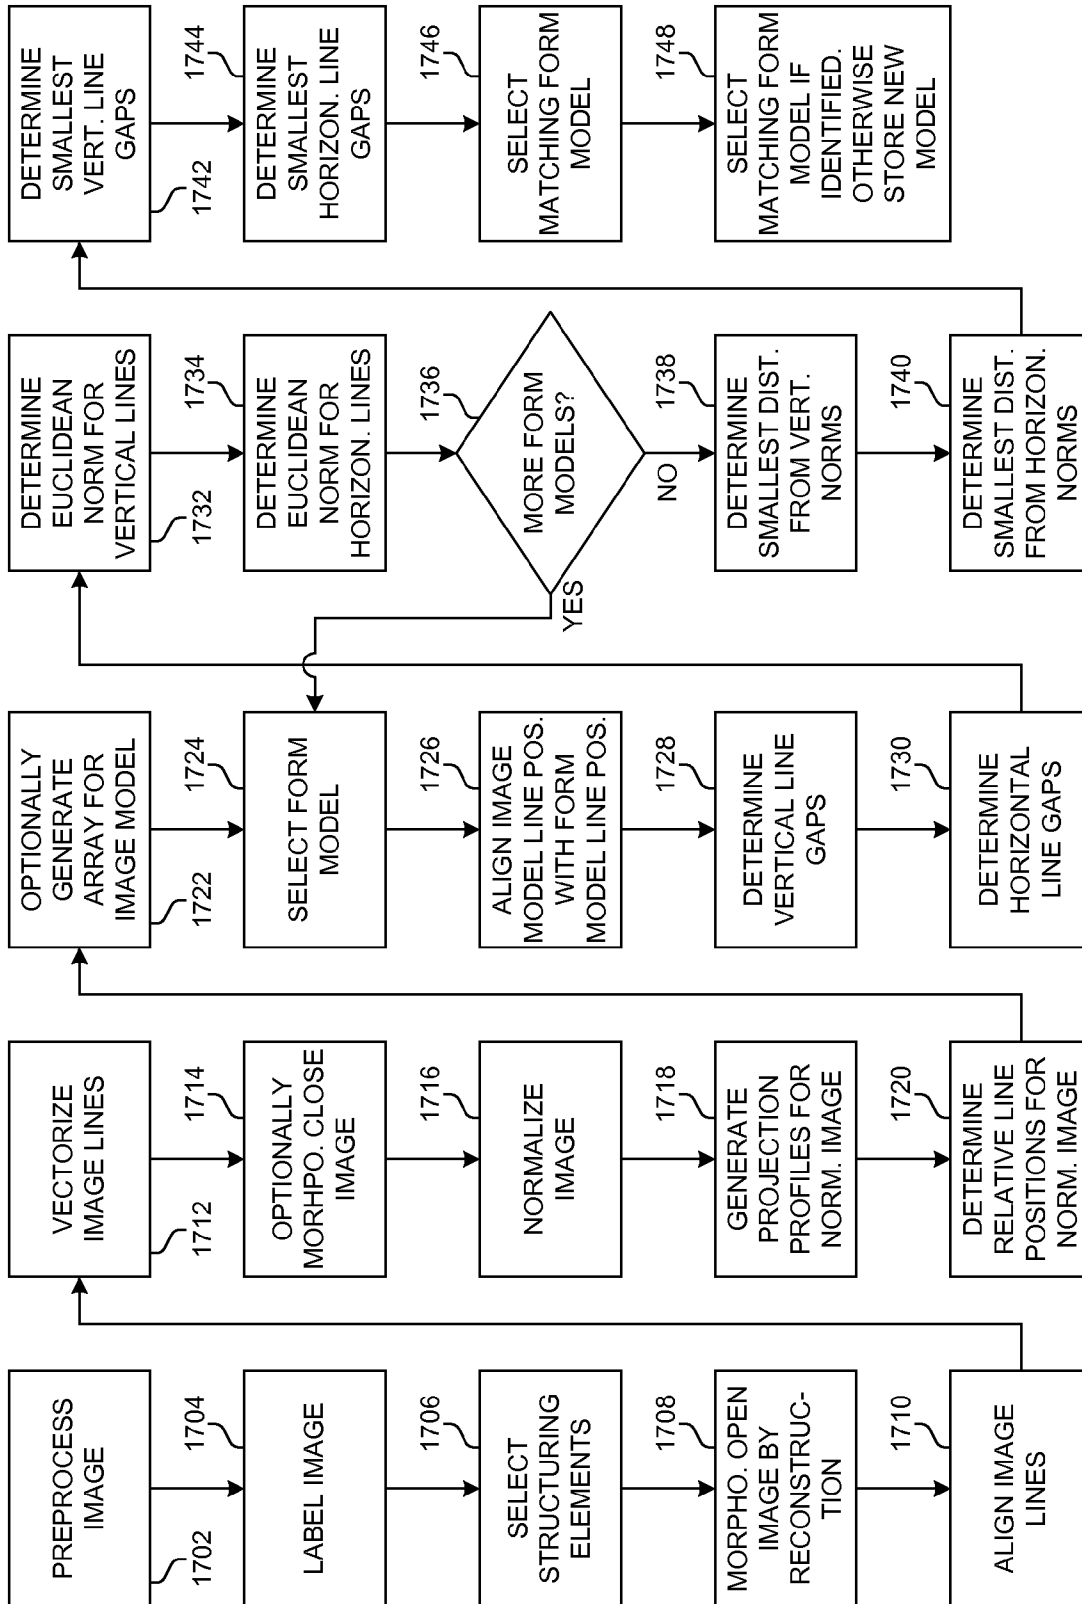 PREPROCESS
IMAGE
1702
LABEL IMAGE
1704
SELECT
STRUCTURING
ELEMENTS
1706
MORPHO. OPEN
IMAGE BY
RECONSTRUC-
TION
1708
ALIGN IMAGE
LINES
1710
VECTORIZE
IMAGE LINES
1712
OPTIONALLY
MORHPO. CLOSE
IMAGE
1714
NORMALIZE
IMAGE
1716
GENERATE
PROJECTION
PROFILES FOR
NORM. IMAGE
1718
DETERMINE
RELATIVE LINE
POSITIONS FOR
NORM. IMAGE
1720
OPTIONALLY
GENERATE
ARRAY FOR
IMAGE MODEL
1722
SELECT FORM
MODEL
1724
ALIGN IMAGE
MODEL LINE POS.
WITH FORM
MODEL LINE POS.
1726
DETERMINE
VERTICAL LINE
GAPS
1728
DETERMINE
HORIZONTAL
LINE GAPS
1730
DETERMINE
EUCLIDEAN
NORM FOR
VERTICAL LINES
1732
DETERMINE
EUCLIDEAN
NORM FOR
HORIZON. LINES
1734
MORE FORM
MODELS?
1736
YES
NO
DETERMINE
SMALLEST DIST.
FROM VERT.
NORMS
1738
DETERMINE
SMALLEST DIST.
FROM HORIZON.
NORMS
1740
DETERMINE
SMALLEST
VERT. LINE
GAPS
1742
DETERMINE
SMALLEST
HORIZON. LINE
GAPS
1744
SELECT
MATCHING FORM
MODEL
1746
SELECT
MATCHING FORM
MODEL IF
IDENTIFIED.
OTHERWISE
STORE NEW
MODEL
1748